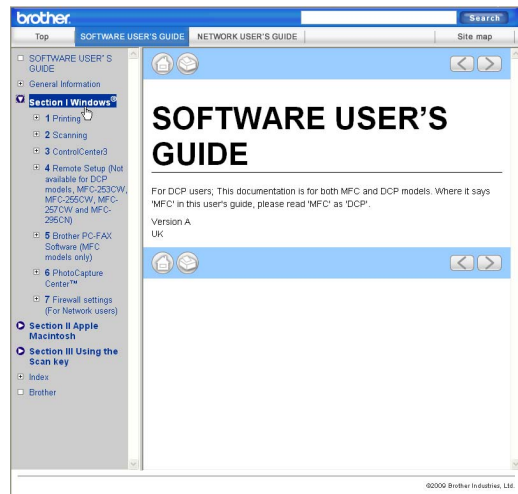 brother.
Search
Top
SOFTWARE USER'S GUIDE
NETWORK USER'S GUIDE
Site map
SOFTWARE USER'S
GUIDE
General Information
Section I Windows®
1 Printing
2 Scanning
3 ControlCenter3
4 Remote Setup (Not
available for DCP
models, MFC-253CW,
MFC-255CW, MFC-
257CW and MFC-
295CN)
5 Brother PC-FAX
Software (MFC
models only)
6 PhotoCapture
Center™
7 Firewall settings
(For Network users)
Section II Apple
Macintosh
Section III Using the
Scan key
Index
Brother
SOFTWARE USER'S
GUIDE
For DCP users; This documentation is for both MFC and DCP models. Where it says
'MFC' in this user's guide, please read 'MFC' as 'DCP'.
Version A
UK
©2009 Brother Industries, Ltd.